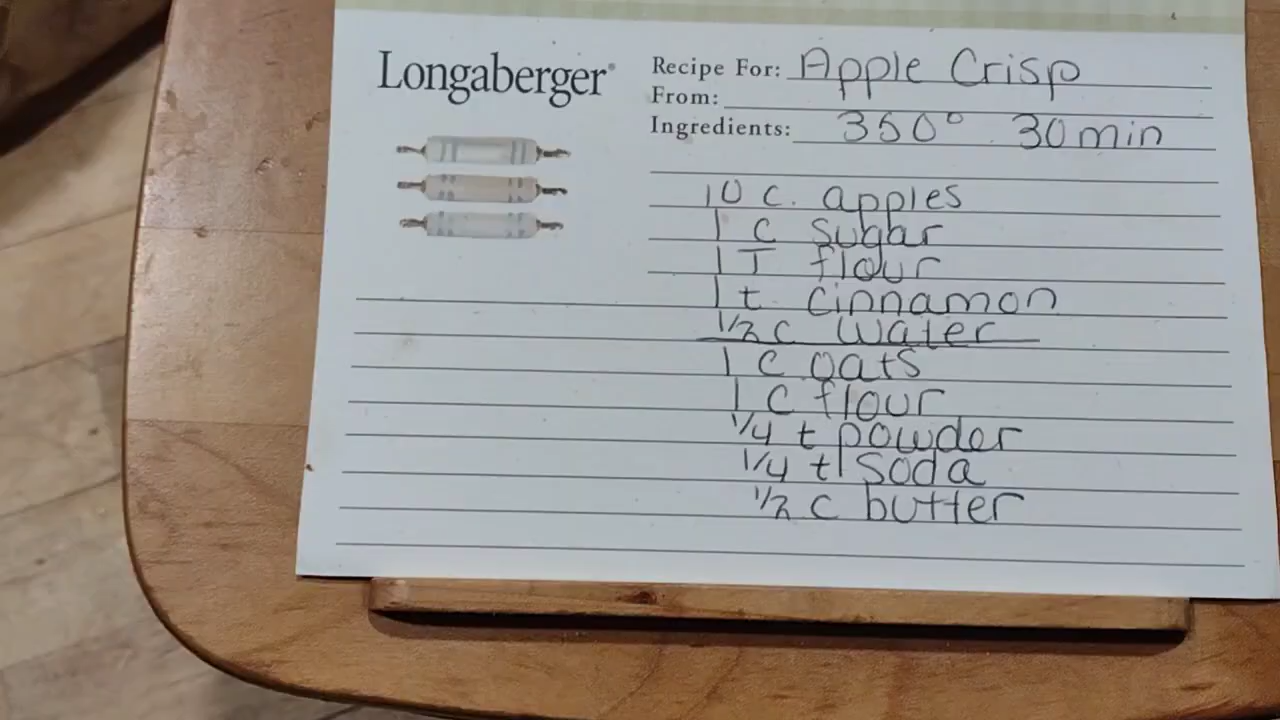 Longaberger®
Recipe For: Apple Crisp
From:
Ingredients: 350° 30 min
10 c. apples
1 c sugar
1 T flour
1 t. cinnamon
1/2 c water
1 c oats
1 c flour
1/4 t powder
1/4 t soda
1/2 c butter